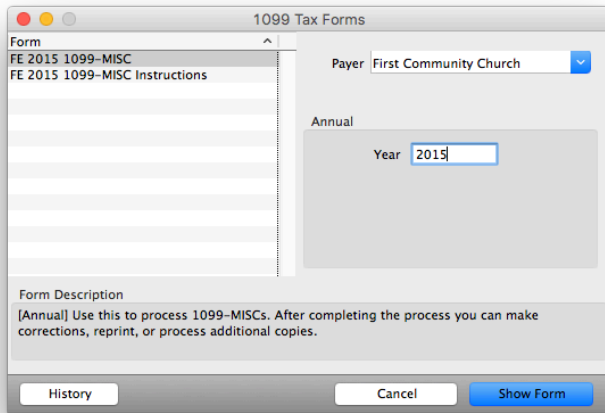 1099 Tax Forms
Form
FE 2015 1099-MISC
FE 2015 1099-MISC Instructions
Payer First Community Church
Annual
Year 2015
Form Description
[Annual] Use this to process 1099-MISCs. After completing the process you can make
corrections, reprint, or process additional copies.
History Cancel Show Form